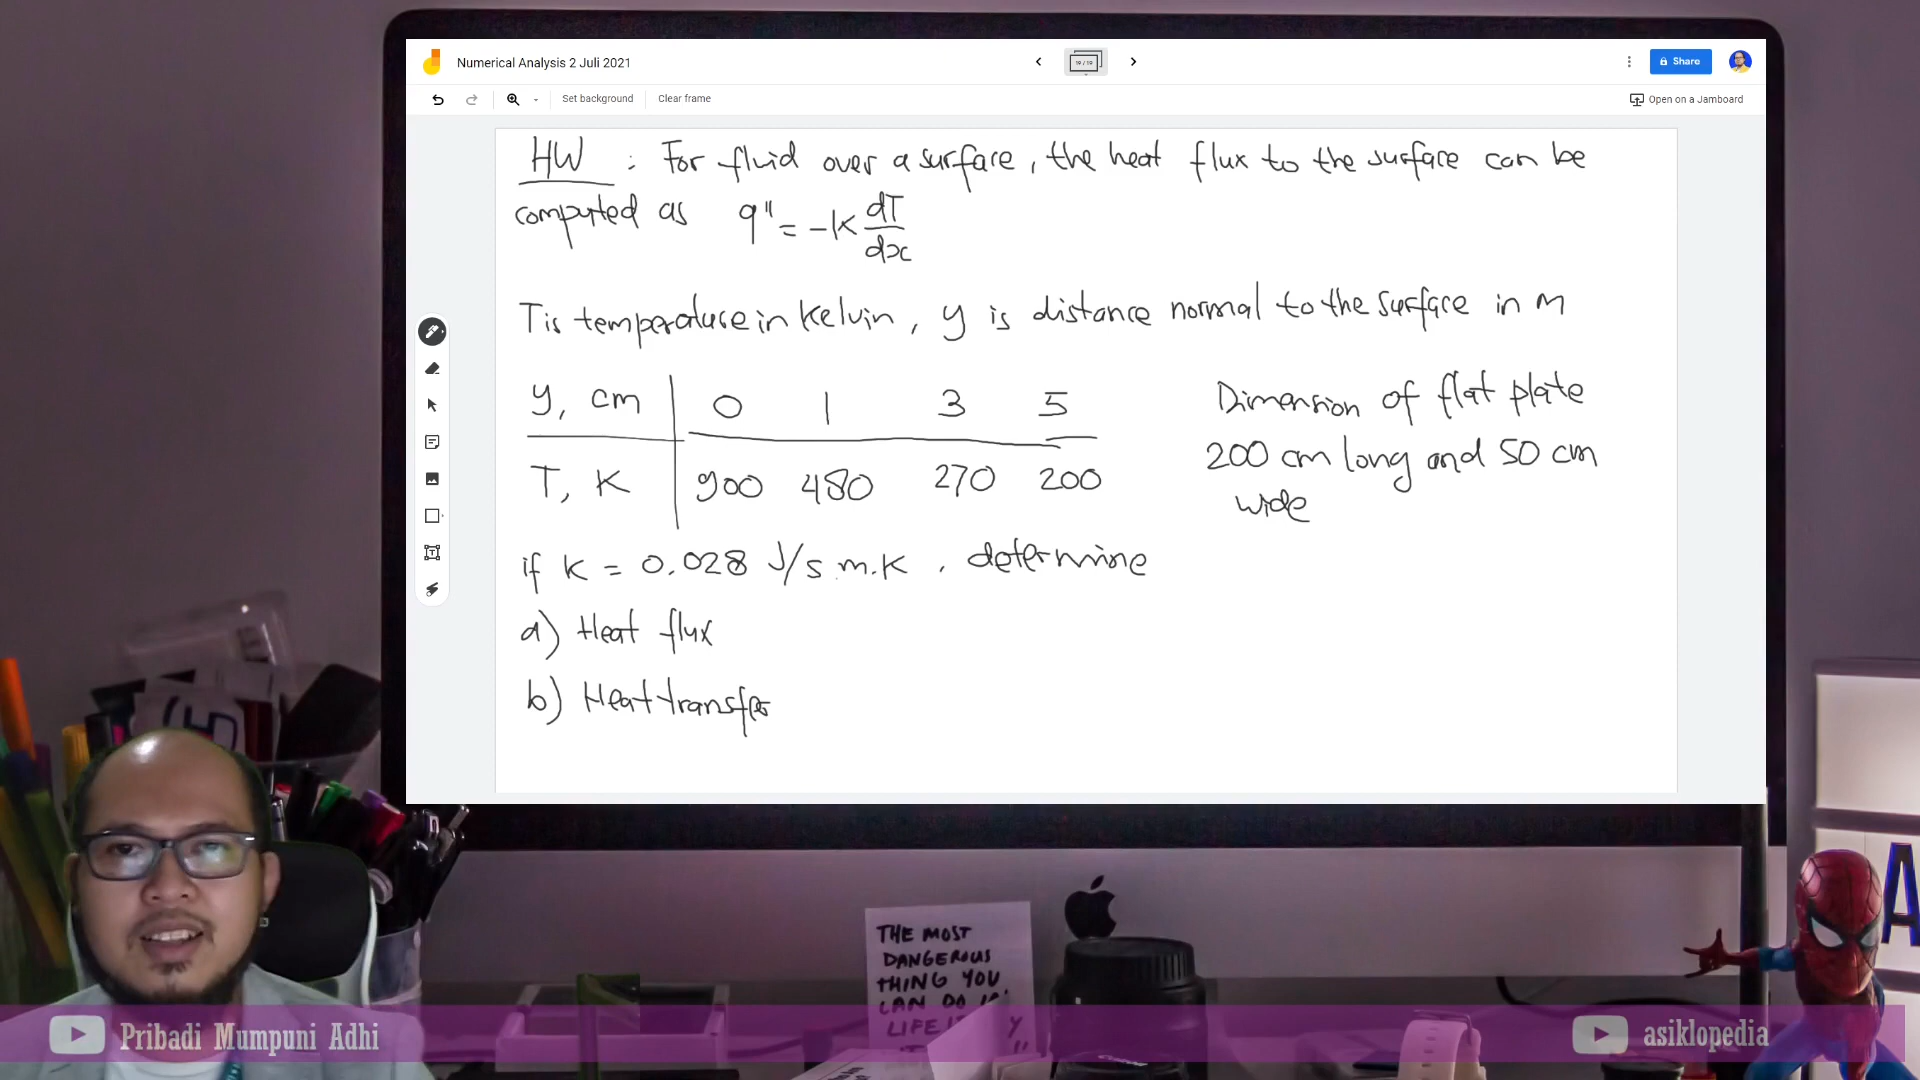 Numerical Analysis 2 Juli 2021
19 / 19
Share
Set background
Clear frame
Open on a Jamboard
HW : For fluid over a surface, the heat flux to the surface can be
computed as q" = -k dT/dx
T is temperature in Kelvin, y is distance normal to the surface in m
y, cm 0 1 3 5
T, K 900 480 270 200
Dimension of flat plate
200 cm long and 50 cm
wide
if k = 0.028 J/s.m.K , determine
a) Heat flux
b) Heat transfer
THE MOST
DANGEROUS
THING YOU
CAN DO IN
LIFE
A
Pribadi Mumpuni Adhi
asiklopedia